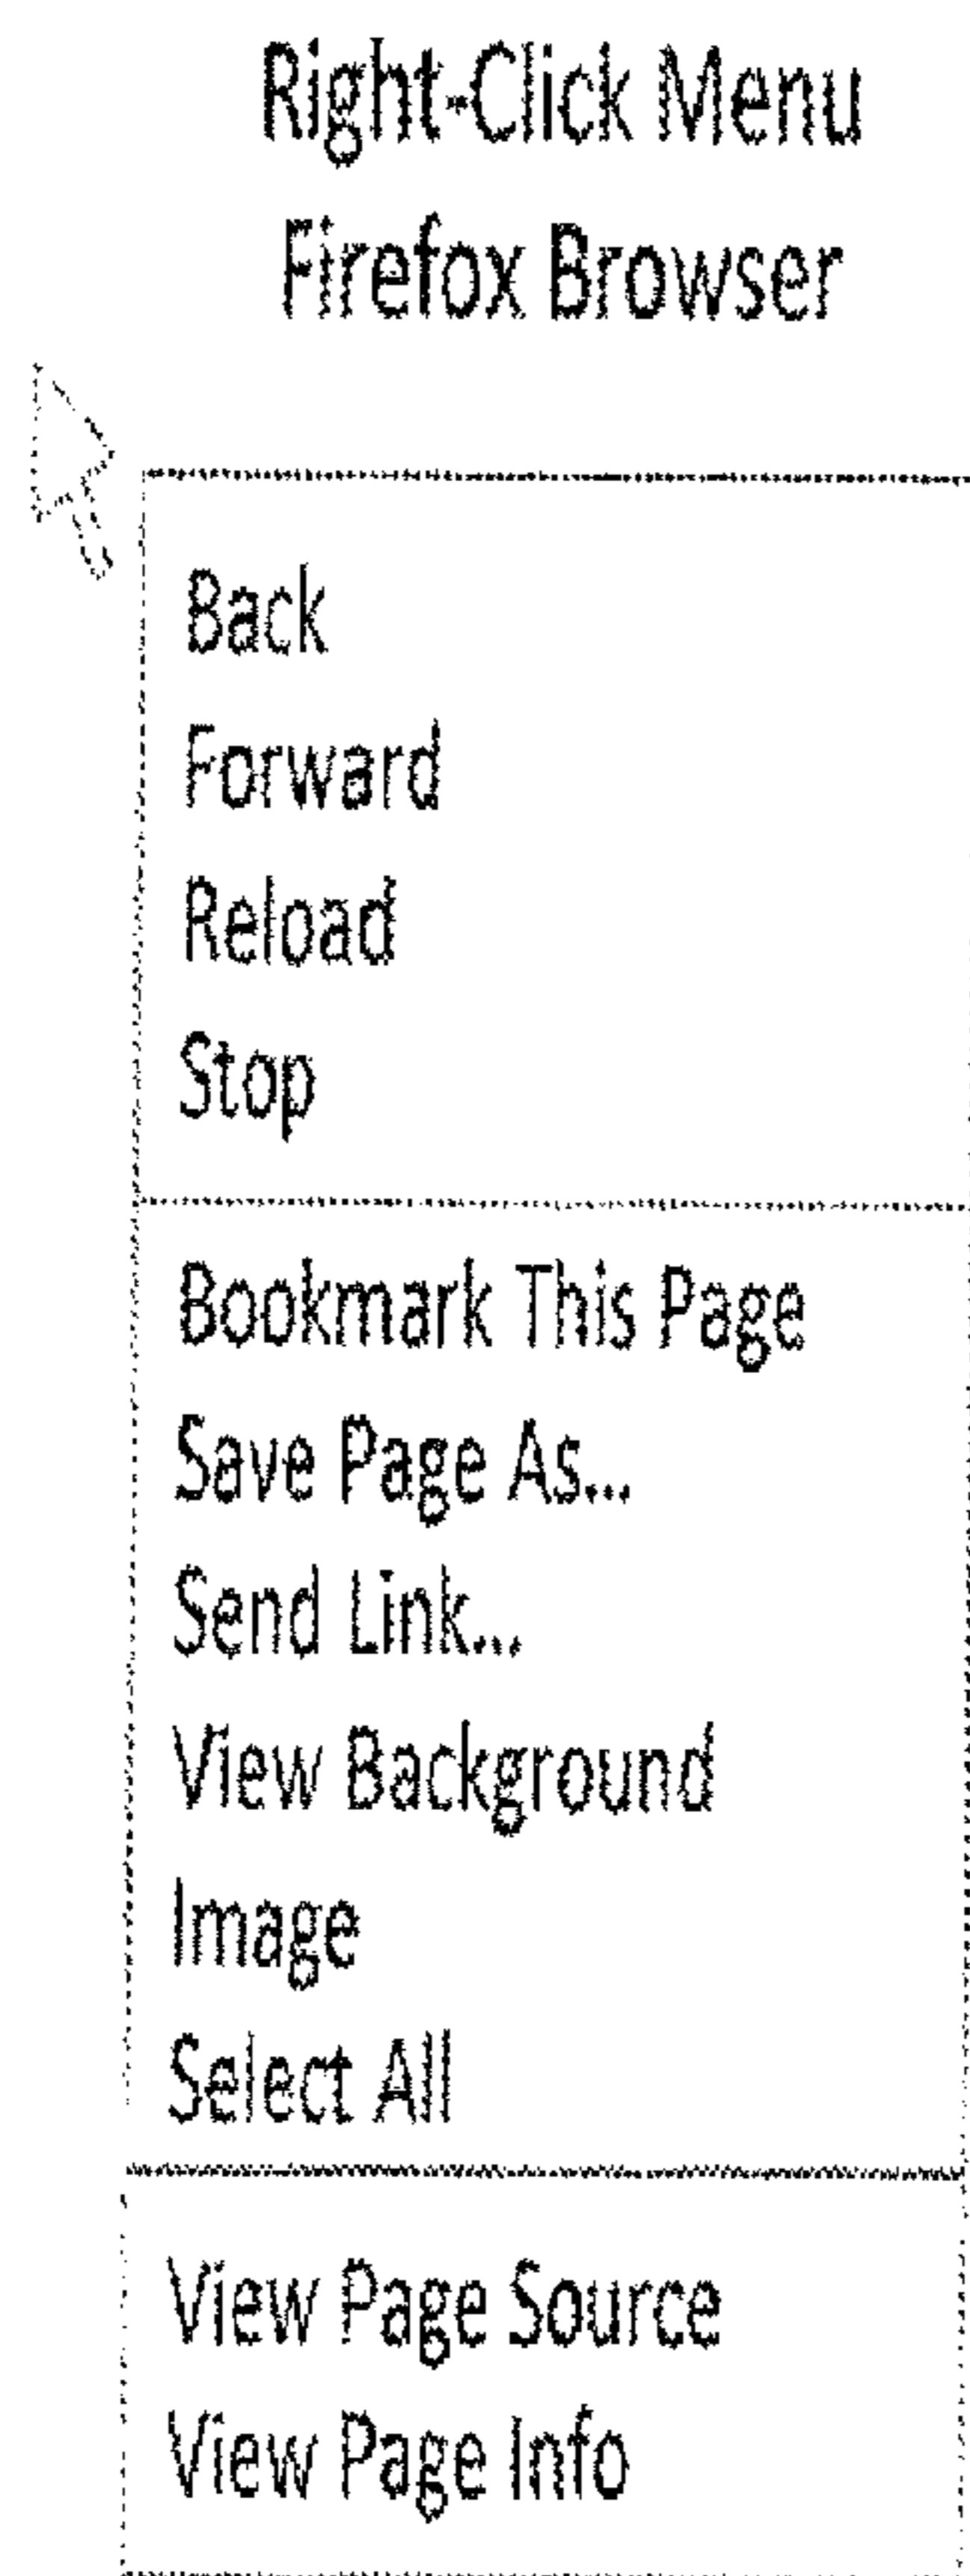 Right-Click Menu
Firefox Browser
Back
Forward
Reload
Stop
Bookmark This Page
Save Page As...
Send Link...
View Background
Image
Select All
View Page Source
View Page Info